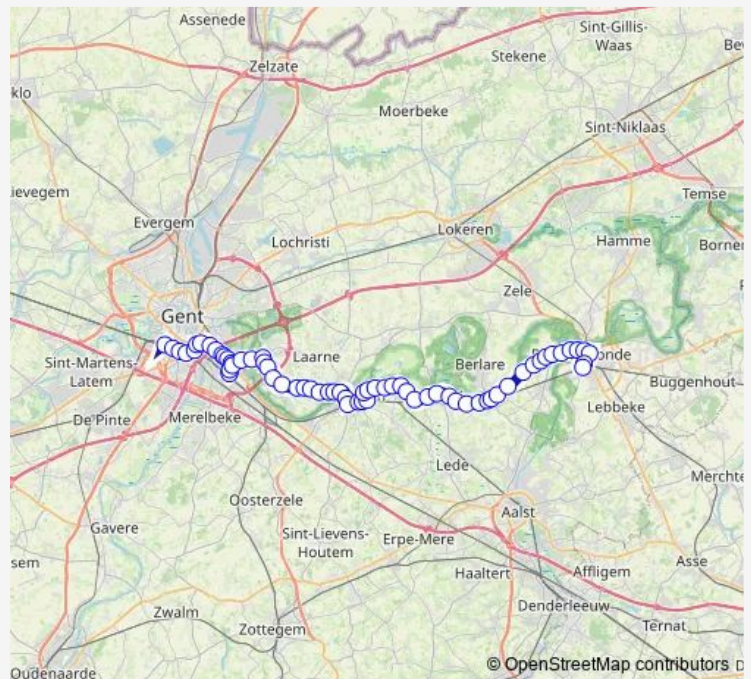 Assenede
Sint-Gillis-
Waas
Stekene
Zelzate
klo
Moerbeke
Sint-Niklaas
ievegem
Temse
Evergem
Lokeren
Lochristi
Hamme
Borner
Zele
Gent
Laarne
Sint-Martens-
Latem
Berlare
onde
Buggenhout
De Pinte
Merelbeke
Lebbeke
Lede
Merchte
Oosterzele
Aalst
Gavere
Sint-Lievens-
Houtem
Erpe-Mere
sem
Asse
Haaltert
Affligem
Denderleeuw
Zwalm
Ternat
Zottegem
Oudenaarde
© OpenStreetMap contributors